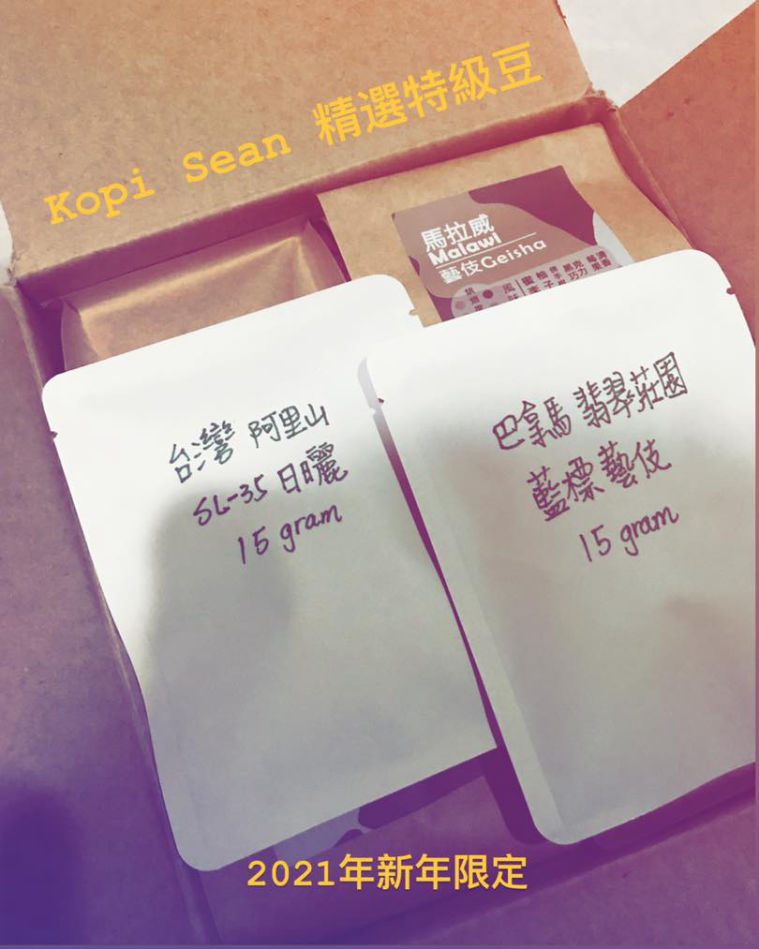 Kopi Sean 精選特級豆
馬拉威
Malawi
藝伎Geisha
台灣 阿里山
SL-35 日曬
15 gram
巴拿馬 翡翠莊園
藍標藝伎
15 gram
2021年新年限定